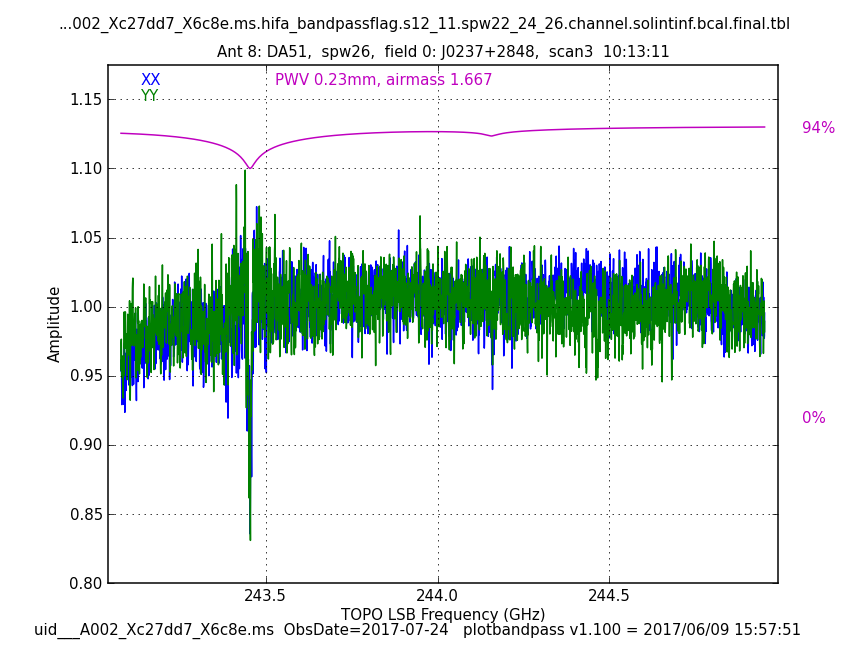 ...002_Xc27dd7_X6c8e.ms.hifa_bandpassflag.s12_11.spw22_24_26.channel.solintinf.bcal.final.tbl
Ant 8: DA51,  spw26,  field 0: J0237+2848,  scan3  10:13:11
XX
YY
PWV 0.23mm, airmass 1.667
94%
0%
1.15
1.10
1.05
1.00
0.95
0.90
0.85
0.80
Amplitude
243.5
244.0
244.5
TOPO LSB Frequency (GHz)
uid___A002_Xc27dd7_X6c8e.ms  ObsDate=2017-07-24   plotbandpass v1.100 = 2017/06/09 15:57:51